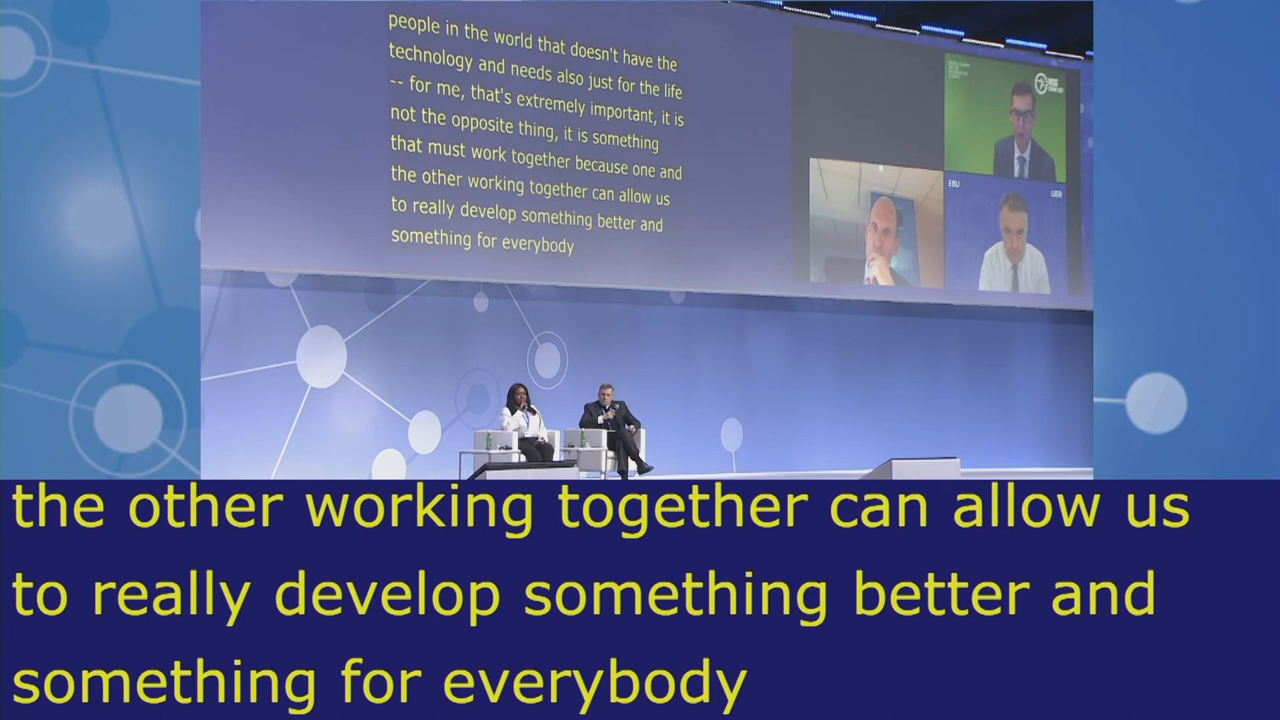 people in the world that doesn't have the
technology and needs also just for the life
-- for me, that's extremely important, it is
not the opposite thing, it is something
that must work together because one and
the other working together can allow us
to really develop something better and
something for everybody
EBU
UER
the other working together can allow us
to really develop something better and
something for everybody